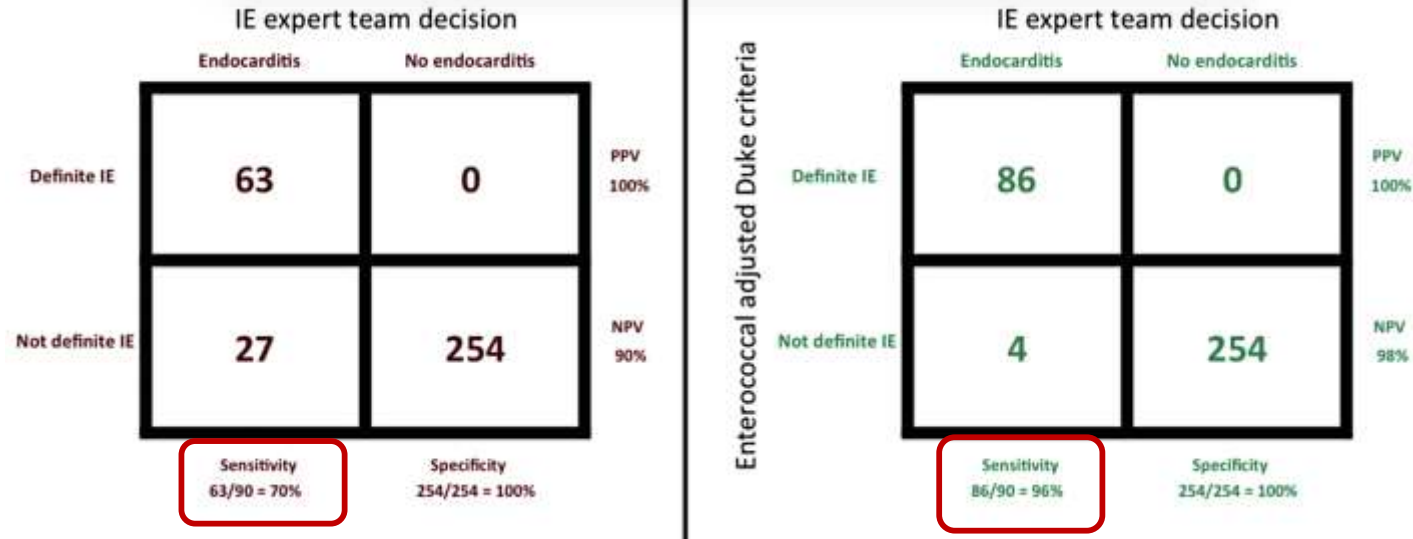 IE expert team decision
Endocarditis
No endocarditis
Definite IE
63
0
PPV
100%
Not definite IE
27
254
NPV
90%
Sensitivity
63/90 = 70%
Specificity
254/254 = 100%
IE expert team decision
Endocarditis
No endocarditis
Enterococcal adjusted Duke criteria
Definite IE
86
0
PPV
100%
Not definite IE
4
254
NPV
98%
Sensitivity
86/90 = 96%
Specificity
254/254 = 100%